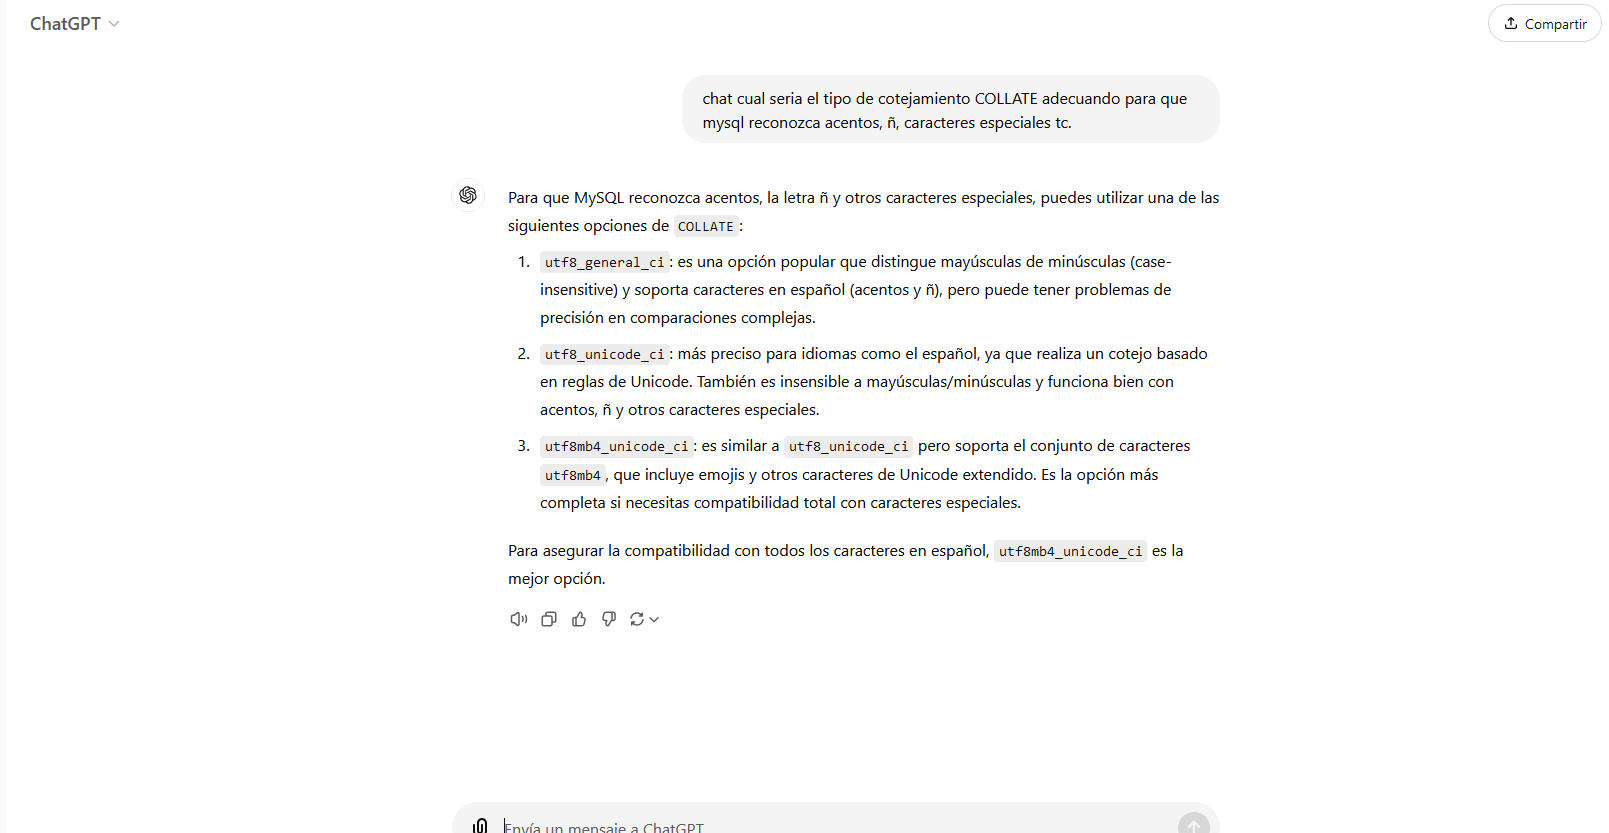 ChatGPT
Compartir
chat cual seria el tipo de cotejamiento COLLATE adecuando para que
mysql reconozca acentos, ñ, caracteres especiales tc.
Para que MySQL reconozca acentos, la letra ñ y otros caracteres especiales, puedes utilizar una de las
siguientes opciones de COLLATE:
1. utf8_general_ci: es una opción popular que distingue mayúsculas de minúsculas (case-
insensitive) y soporta caracteres en español (acentos y ñ), pero puede tener problemas de
precisión en comparaciones complejas.
2. utf8_unicode_ci: más preciso para idiomas como el español, ya que realiza un cotejo basado
en reglas de Unicode. También es insensible a mayúsculas/minúsculas y funciona bien con
acentos, ñ y otros caracteres especiales.
3. utf8mb4_unicode_ci: es similar a utf8_unicode_ci pero soporta el conjunto de caracteres
utf8mb4, que incluye emojis y otros caracteres de Unicode extendido. Es la opción más
completa si necesitas compatibilidad total con caracteres especiales.
Para asegurar la compatibilidad con todos los caracteres en español, utf8mb4_unicode_ci es la
mejor opción.
Envía un mensaje a ChatGPT